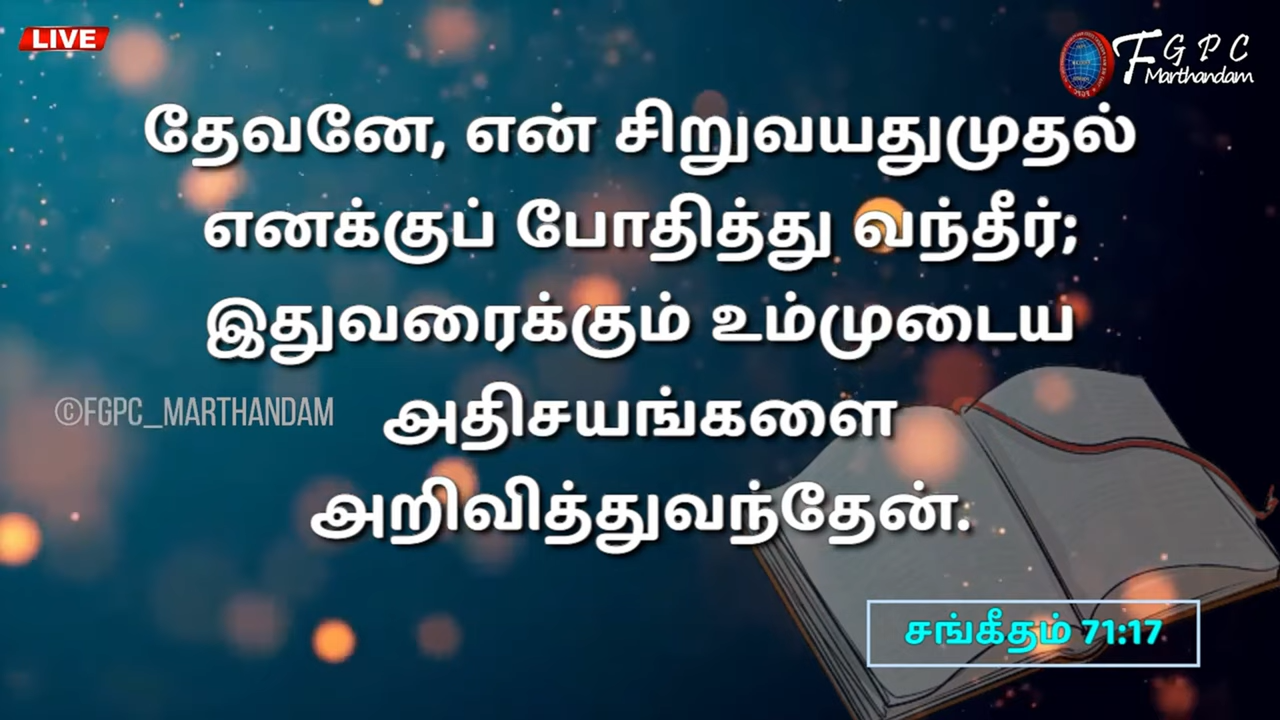 LIVE
F G P C
Marthandam
தேவனே, என் சிறுவயதுமுதல்
எனக்குப் போதித்து வந்தீர்;
இதுவரைக்கும் உம்முடைய
அதிசயங்களை
©FGPC_MARTHANDAM
அறிவித்துவந்தேன்.
சங்கீதம் 71:17